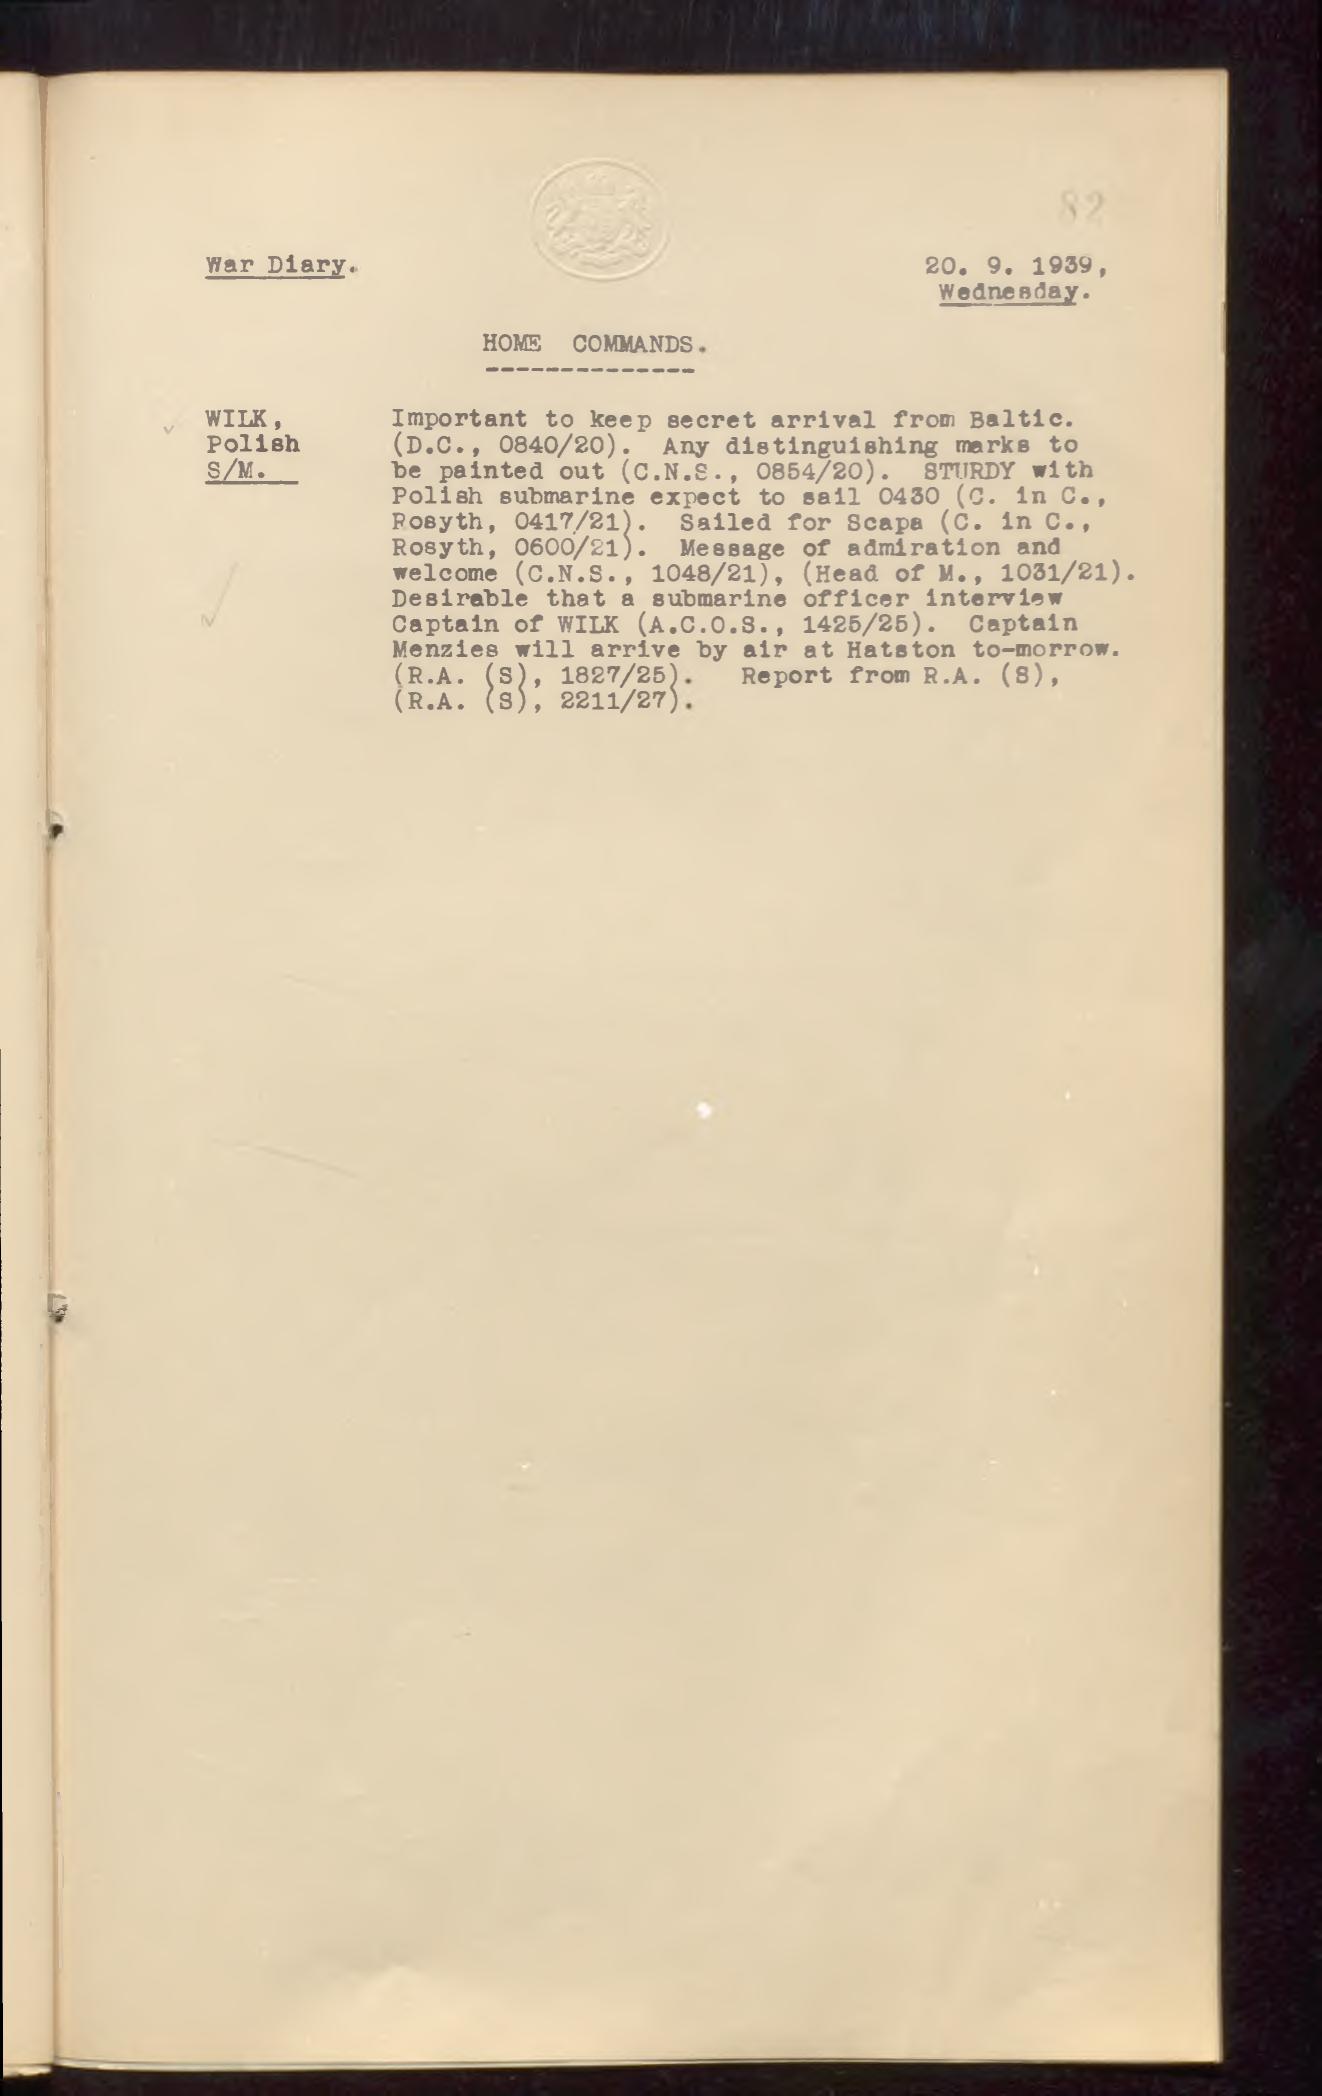 82
War Diary.
20. 9. 1939,
Wednesday.
HOME COMMANDS.
---------------
WILK,
Polish
S/M.
Important to keep secret arrival from Baltic.
(D.C., 0840/20). Any distinguishing marks to
be painted out (C.N.S., 0854/20). STURDY with
Polish submarine expect to sail 0430 (C. in C.,
Rosyth, 0417/21). Sailed for Scapa (C. in C.,
Rosyth, 0600/21). Message of admiration and
welcome (C.N.S., 1048/21), (Head of M., 1031/21).
Desirable that a submarine officer interview
Captain of WILK (A.C.O.S., 1425/25). Captain
Menzies will arrive by air at Hatston to-morrow.
(R.A. (S), 1827/25). Report from R.A. (S),
(R.A. (S), 2211/27).